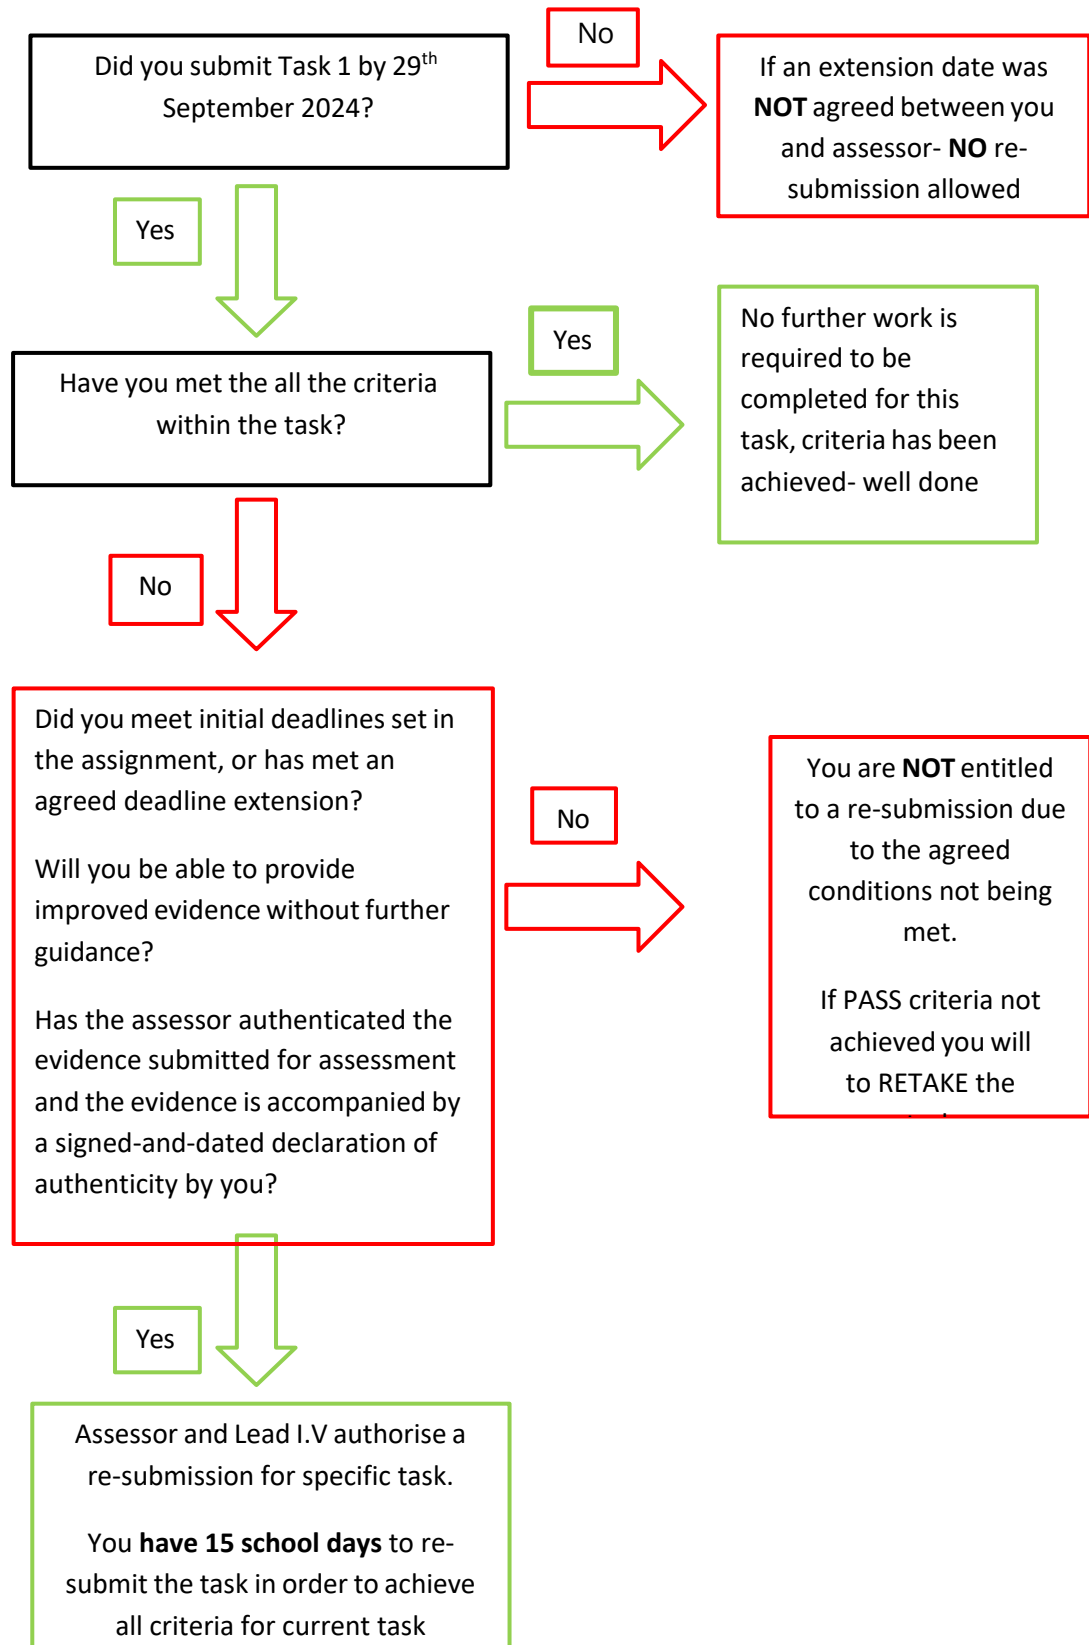 Did you submit Task 1 by 29th
September 2024?
No
If an extension date was
NOT agreed between you
and assessor- NO re-
submission allowed
Yes
Have you met the all the criteria
within the task?
Yes
No further work is
required to be
completed for this
task, criteria has been
achieved- well done
No
Did you meet initial deadlines set in
the assignment, or has met an
agreed deadline extension?
Will you be able to provide
improved evidence without further
guidance?
Has the assessor authenticated the
evidence submitted for assessment
and the evidence is accompanied by
a signed-and-dated declaration of
authenticity by you?
No
You are NOT entitled
to a re-submission due
to the agreed
conditions not being
met.
If PASS criteria not
achieved you will
to RETAKE the
Yes
Assessor and Lead I.V authorise a
re-submission for specific task.
You have 15 school days to re-
submit the task in order to achieve
all criteria for current task